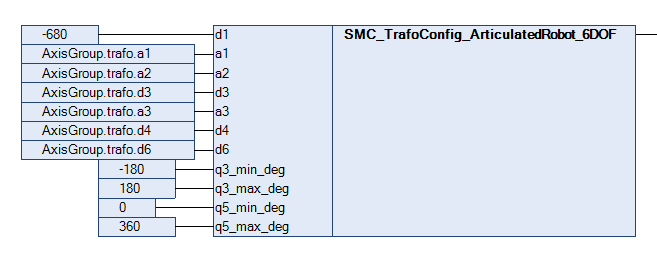 -680 d1 SMC_TrafoConfig_ArticulatedRobot_6DOF
AxisGroup.trafo.a1 a1
AxisGroup.trafo.a2 a2
AxisGroup.trafo.d3 d3
AxisGroup.trafo.a3 a3
AxisGroup.trafo.d4 d4
AxisGroup.trafo.d6 d6
-180 q3_min_deg
180 q3_max_deg
0 q5_min_deg
360 q5_max_deg